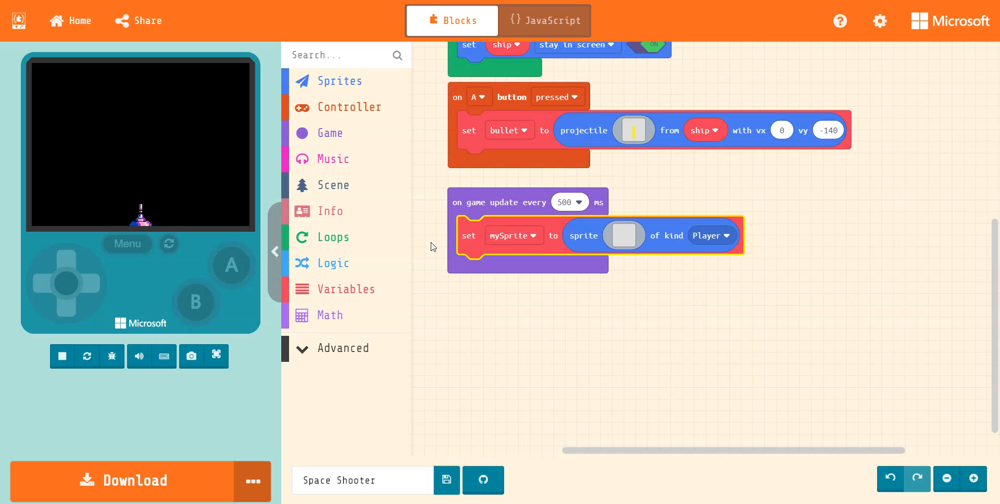 Home
Share
Blocks
{} JavaScript
?
Microsoft
Search...
Sprites
Controller
Game
Music
Scene
Info
Loops
Logic
Variables
Math
Advanced
set ship stay in screen ON
on A button pressed
set bullet to projectile from ship with vx 0 vy -140
on game update every 500 ms
set mySprite to sprite of kind Player
Menu
A
B
Microsoft
Download
Space Shooter